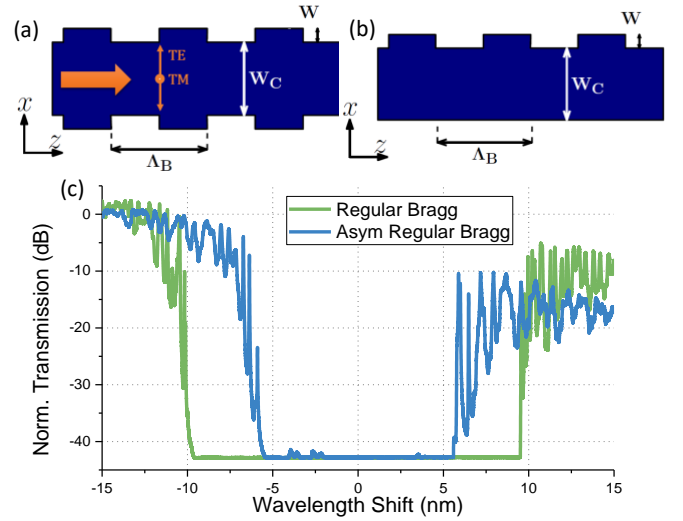 (a)
TE
TM
W
W_C
x
z
Λ_B
(b)
W
W_C
x
z
Λ_B
(c)
Regular Bragg
Asym Regular Bragg
Norm. Transmission (dB)
0
-10
-20
-30
-40
-15 -10 -5 0 5 10 15
Wavelength Shift (nm)